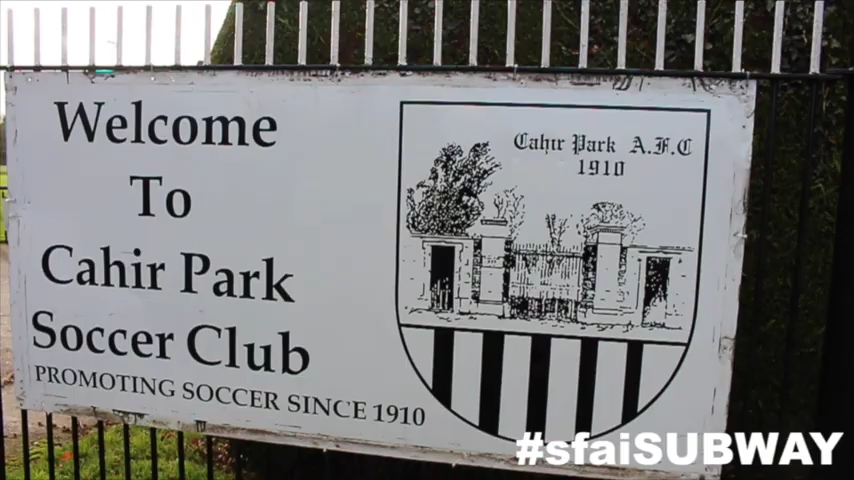 Welcome
To
Cahir Park
Soccer Club
PROMOTING SOCCER SINCE 1910
Cahir Park A.F.C
1910
#sfaiSUBWAY